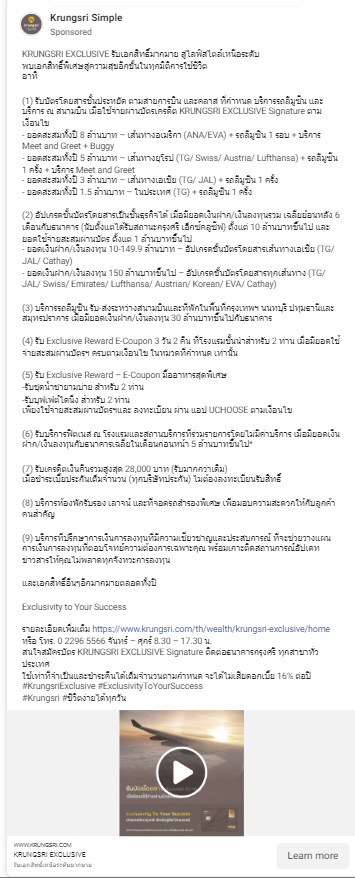 Krungsri Simple
Sponsored
KRUNGSRI EXCLUSIVE รับเอกสิทธิ์มากมาย สู่ไลฟ์สไตล์เหนือระดับ
พบเอกสิทธิ์พิเศษสู่ความสุขอีกขั้นในทุกมิติการใช้ชีวิต
อาทิ
(1) รับบัตรโดยสารชั้นประหยัด ตามสายการบิน และคลาส ที่กำหนด บริการรถลีมูซีน และ
บริการ ณ สนามบิน เมื่อใช้จ่ายผ่านบัตรเครดิต KRUNGSRI EXCLUSIVE Signature ตาม
เงื่อนไข
- ยอดสะสมทั้งปี 8 ล้านบาท – เส้นทางอเมริกา (ANA/EVA) + รถลีมูซีน 1 รอบ + บริการ
Meet and Greet + Buggy
- ยอดสะสมทั้งปี 5 ล้านบาท – เส้นทางยุโรป (TG/ Swiss/ Austria/ Lufthansa) + รถลีมูซีน
1 ครั้ง + บริการ Meet and Greet
- ยอดสะสมทั้งปี 3 ล้านบาท – เส้นทางเอเชีย (TG/ JAL) + รถลีมูซีน 1 ครั้ง
- ยอดสะสมทั้งปี 1.5 ล้านบาท – ในประเทศ (TG) + รถลีมูซีน 1 ครั้ง
(2) อัปเกรดชั้นบัตรโดยสารเป็นชั้นธุรกิจได้ เมื่อมียอดเงินฝาก/เงินลงทุนรวม เฉลี่ยย้อนหลัง 6
เดือนกับธนาคาร (นับตั้งแต่ได้รับสถานะกรุงศรี เอ็กซ์คลูซีฟ) ตั้งแต่ 10 ล้านบาทขึ้นไป และ
ยอดใช้จ่ายสะสมผ่านบัตร ตั้งแต่ 1 ล้านบาทขึ้นไป
- ยอดเงินฝาก/เงินลงทุน 10-149.9 ล้านบาท – อัปเกรดชั้นบัตรโดยสารเส้นทางเอเชีย (TG/
JAL/ Cathay)
- ยอดเงินฝาก/เงินลงทุน 150 ล้านบาทขึ้นไป – อัปเกรดชั้นบัตรโดยสารทุกเส้นทาง (TG/
JAL/ Swiss/ Emirates/ Lufthansa/ Austrian/ Korean/ EVA/ Cathay)
(3) บริการรถลีมูซีน รับ-ส่งระหว่างสนามบินและที่พักในพื้นที่กรุงเทพฯ นนทบุรี ปทุมธานีและ
สมุทรปราการ เมื่อมียอดเงินฝาก/เงินลงทุน 30 ล้านบาทขึ้นไปกับธนาคาร
(4) รับ Exclusive Reward E-Coupon 3 วัน 2 คืน ที่โรงแรมชั้นนำสำหรับ 2 ท่าน เมื่อมียอดใช้
จ่ายสะสมผ่านบัตรฯ ครบตามเงื่อนไข ในหมวดที่กำหนด เท่านั้น
(5) รับ Exclusive Reward – E-Coupon มื้ออาหารสุดพิเศษ
-รับชุดน้ำชายามบ่าย สำหรับ 2 ท่าน
-รับบุฟเฟ่ต์ไดนิ่ง สำหรับ 2 ท่าน
เพียงใช้จ่ายสะสมผ่านบัตรฯและ ลงทะเบียน ผ่าน แอป UCHOOSE ตามเงื่อนไข
(6) รับบริการฟิตเนส ณ โรงแรมและสถานบริการที่ร่วมรายการโดยไม่มีค่าบริการ เมื่อมียอดเงิน
ฝาก/เงินลงทุนกับธนาคารเฉลี่ยในเดือนก่อนหน้า 5 ล้านบาทขึ้นไป*
(7) รับเครดิตเงินคืนรวมสูงสุด 28,000 บาท (รับมากกว่าเดิม)
เมื่อชำระเบี้ยประกันเต็มจำนวน (ทุกบริษัทประกัน) ไม่ต้องลงทะเบียนรับสิทธิ์
(8) บริการห้องพักรับรอง เลาจน์ และที่จอดรถสำรองพิเศษ เพื่อมอบความสะดวกให้กับลูกค้า
คนสำคัญ
(9) บริการที่ปรึกษาการเงินการลงทุนที่มีความเชี่ยวชาญและประสบการณ์ ที่จะช่วยวางแผน
การเงินการลงทุนที่ตอบโจทย์ความต้องการเฉพาะคุณ พร้อมเกาะติดสถานการณ์อัปเดท
ข่าวสารให้คุณ ไม่พลาดทุกจังหวะการลงทุน
และเอกสิทธิ์อื่นๆอีกมากมายตลอดทั้งปี
Exclusivity to Your Success
รายละเอียดเพิ่มเติม https://www.krungsri.com/th/wealth/krungsri-exclusive/home
หรือ โทร. 0 2296 5566 จันทร์ – ศุกร์ 8.30 – 17.30 น.
สนใจสมัครบัตร KRUNGSRI EXCLUSIVE Signature ติดต่อธนาคารกรุงศรี ทุกสาขาทั่ว
ประเทศ
ใช้เท่าที่จำเป็นและชำระคืนได้เต็มจำนวนตามกำหนด จะได้ไม่เสียดอกเบี้ย 16% ต่อปี
#KrungsriExclusive #ExclusivityToYourSuccess
#Krungsri #ชีวิตง่ายได้ทุกวัน
รับบัตรโดยสาร
Exclusivity to Your Success
WWW.KRUNGSRI.COM
KRUNGSRI EXCLUSIVE
รับเอกสิทธิ์เหนือระดับมากมาย
Learn more